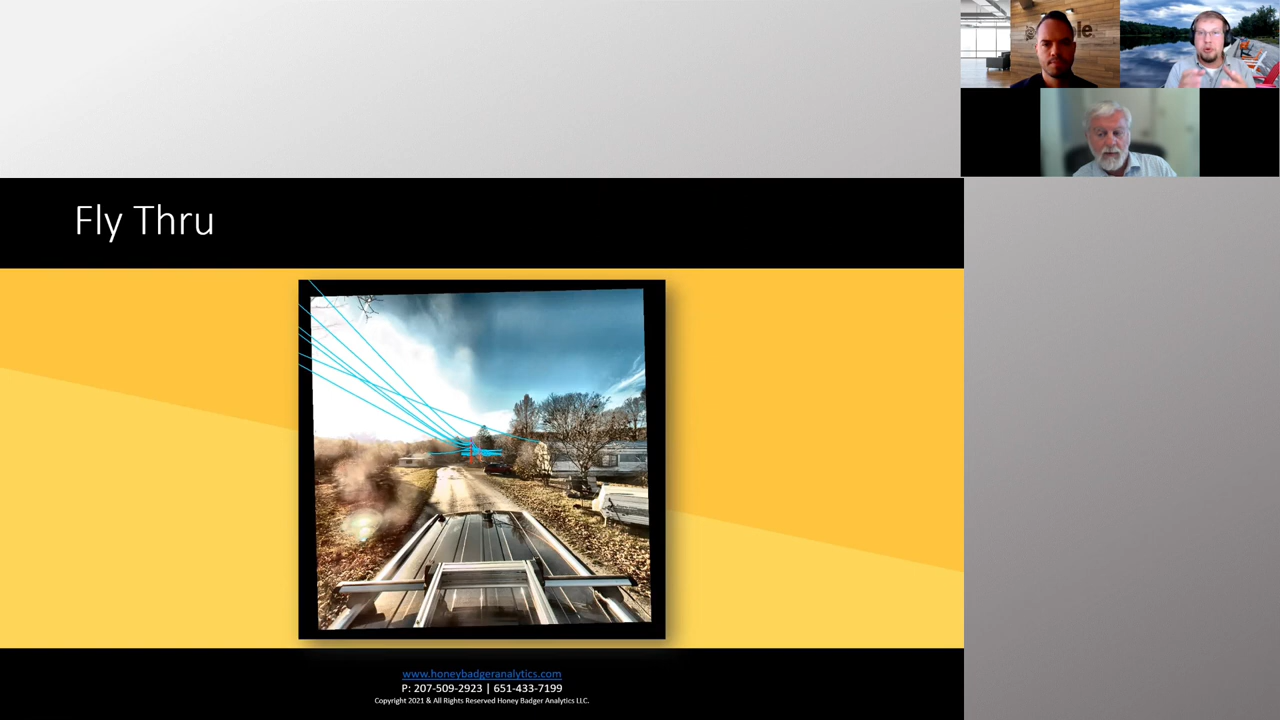 Fly Thru
www.honeybadgeranalytics.com
P: 207-509-2923 | 651-433-7199
Copyright 2021 & All Rights Reserved Honey Badger Analytics LLC.